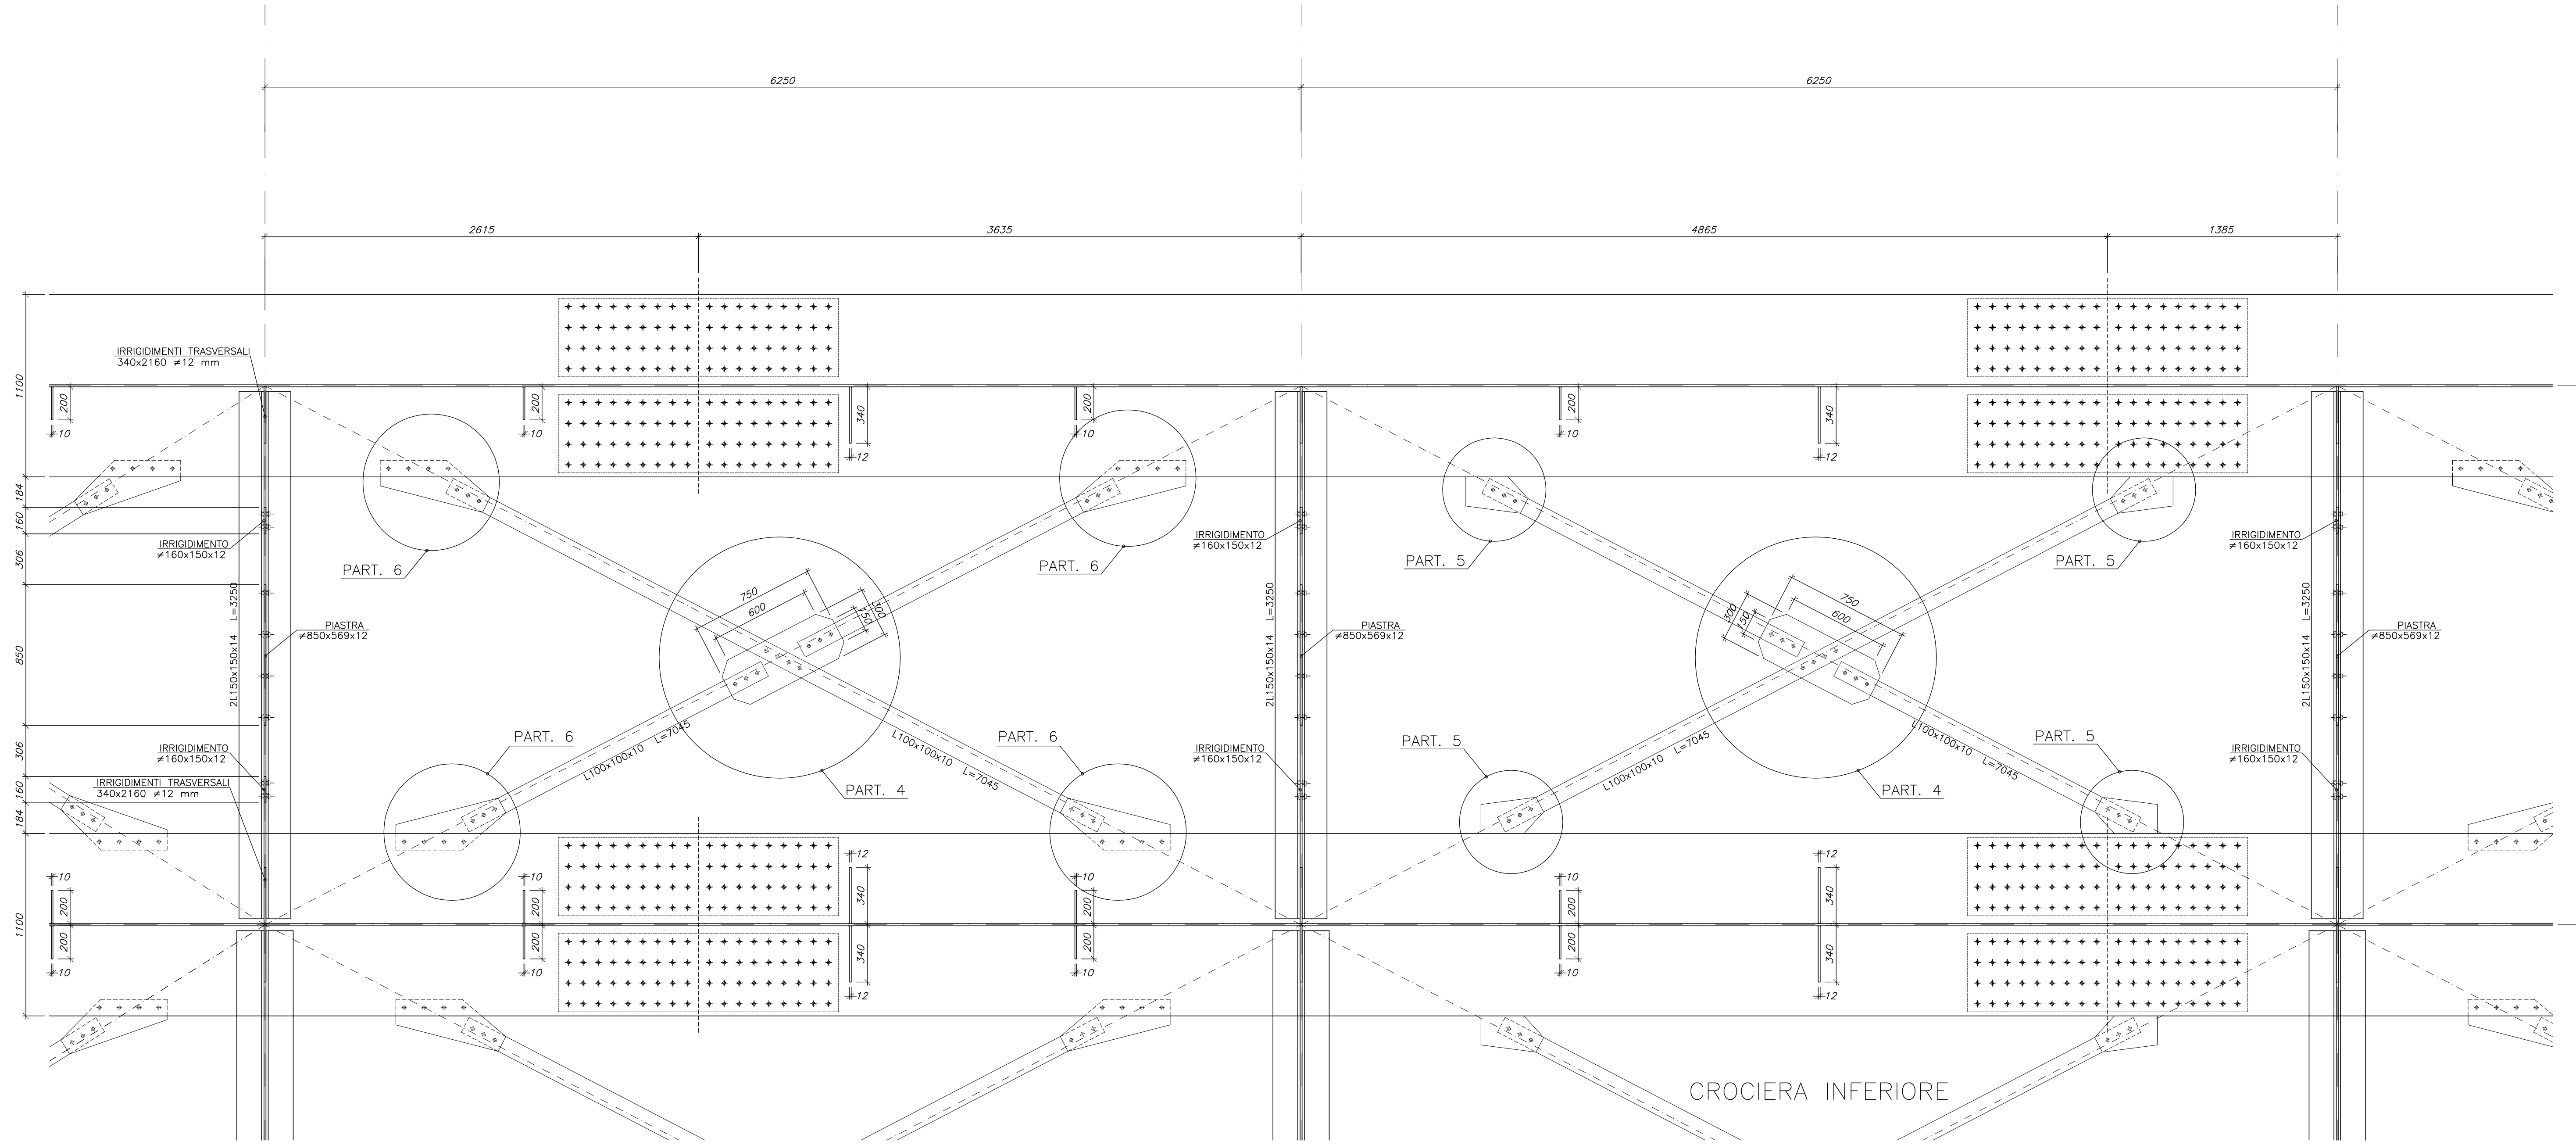 6250
6250
2615
3635
4865
1385
1100
184
160
306
850
306
160
184
1100
IRRIGIDIMENTI TRASVERSALI
340x2160 ≠12 mm
200
10
200
10
340
12
200
10
200
10
340
12
IRRIGIDIMENTO
≠160x150x12
PART. 6
PART. 6
IRRIGIDIMENTO
≠160x150x12
PART. 5
PART. 5
IRRIGIDIMENTO
≠160x150x12
2L150x150x14 L=3250
PIASTRA
≠850x569x12
750
600
300
150
2L150x150x14 L=3250
PIASTRA
≠850x569x12
300
150
750
600
2L150x150x14 L=3250
PIASTRA
≠850x569x12
IRRIGIDIMENTO
≠160x150x12
IRRIGIDIMENTI TRASVERSALI
340x2160 ≠12 mm
PART. 6
L100x100x10 L=7045
L100x100x10 L=7045
PART. 6
PART. 4
IRRIGIDIMENTO
≠160x150x12
PART. 5
L100x100x10 L=7045
L100x100x10 L=7045
PART. 5
PART. 4
IRRIGIDIMENTO
≠160x150x12
10
200
200
10
10
200
200
10
12
340
340
12
10
200
200
10
10
200
200
10
12
340
340
12
CROCIERA INFERIORE